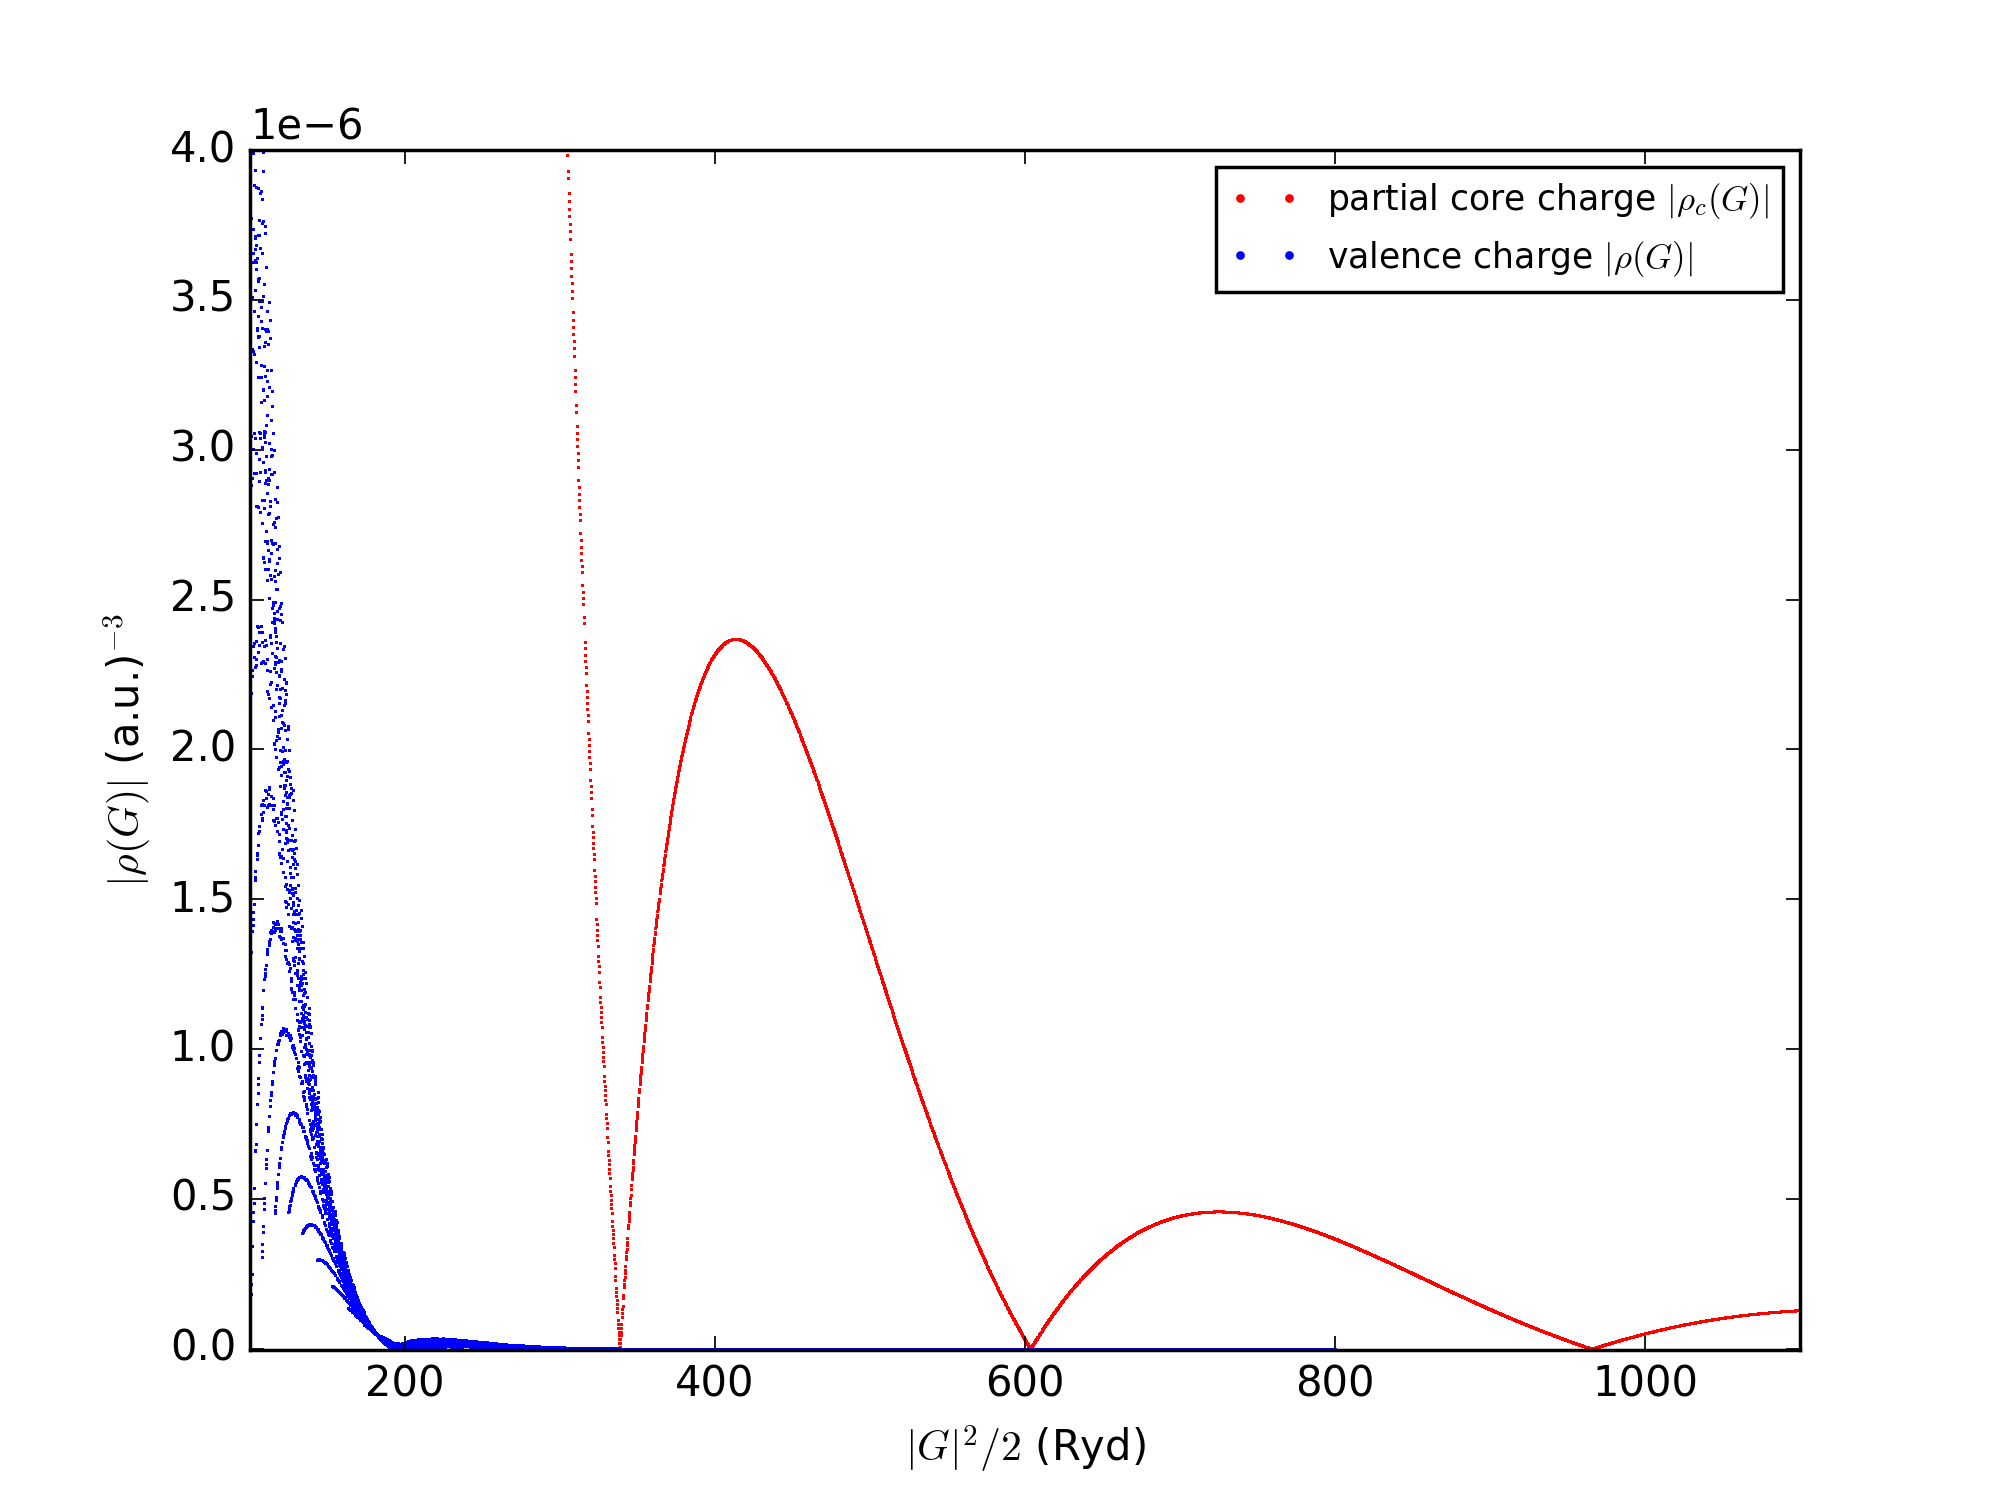 1e−6
4.0
3.5
3.0
2.5
2.0
1.5
1.0
0.5
0.0
200 400 600 800 1000
|G|²/2 (Ryd)
|ρ(G)| (a.u.)⁻³
partial core charge |ρ_c(G)|
valence charge |ρ(G)|